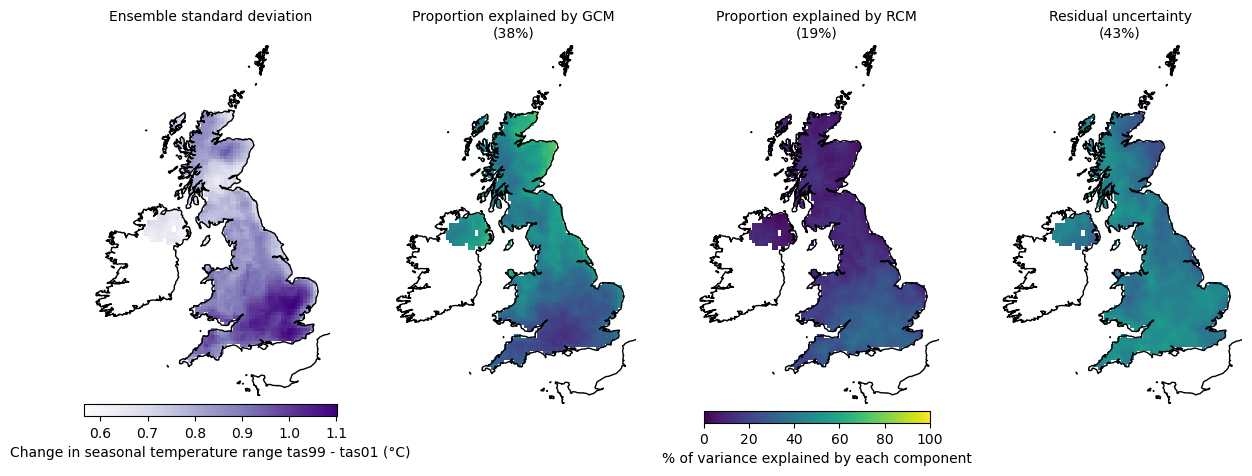 Ensemble standard deviation
Proportion explained by GCM
(38%)
Proportion explained by RCM
(19%)
Residual uncertainty
(43%)
0.6 0.7 0.8 0.9 1.0 1.1
Change in seasonal temperature range tas99 - tas01 (°C)
0 20 40 60 80 100
% of variance explained by each component